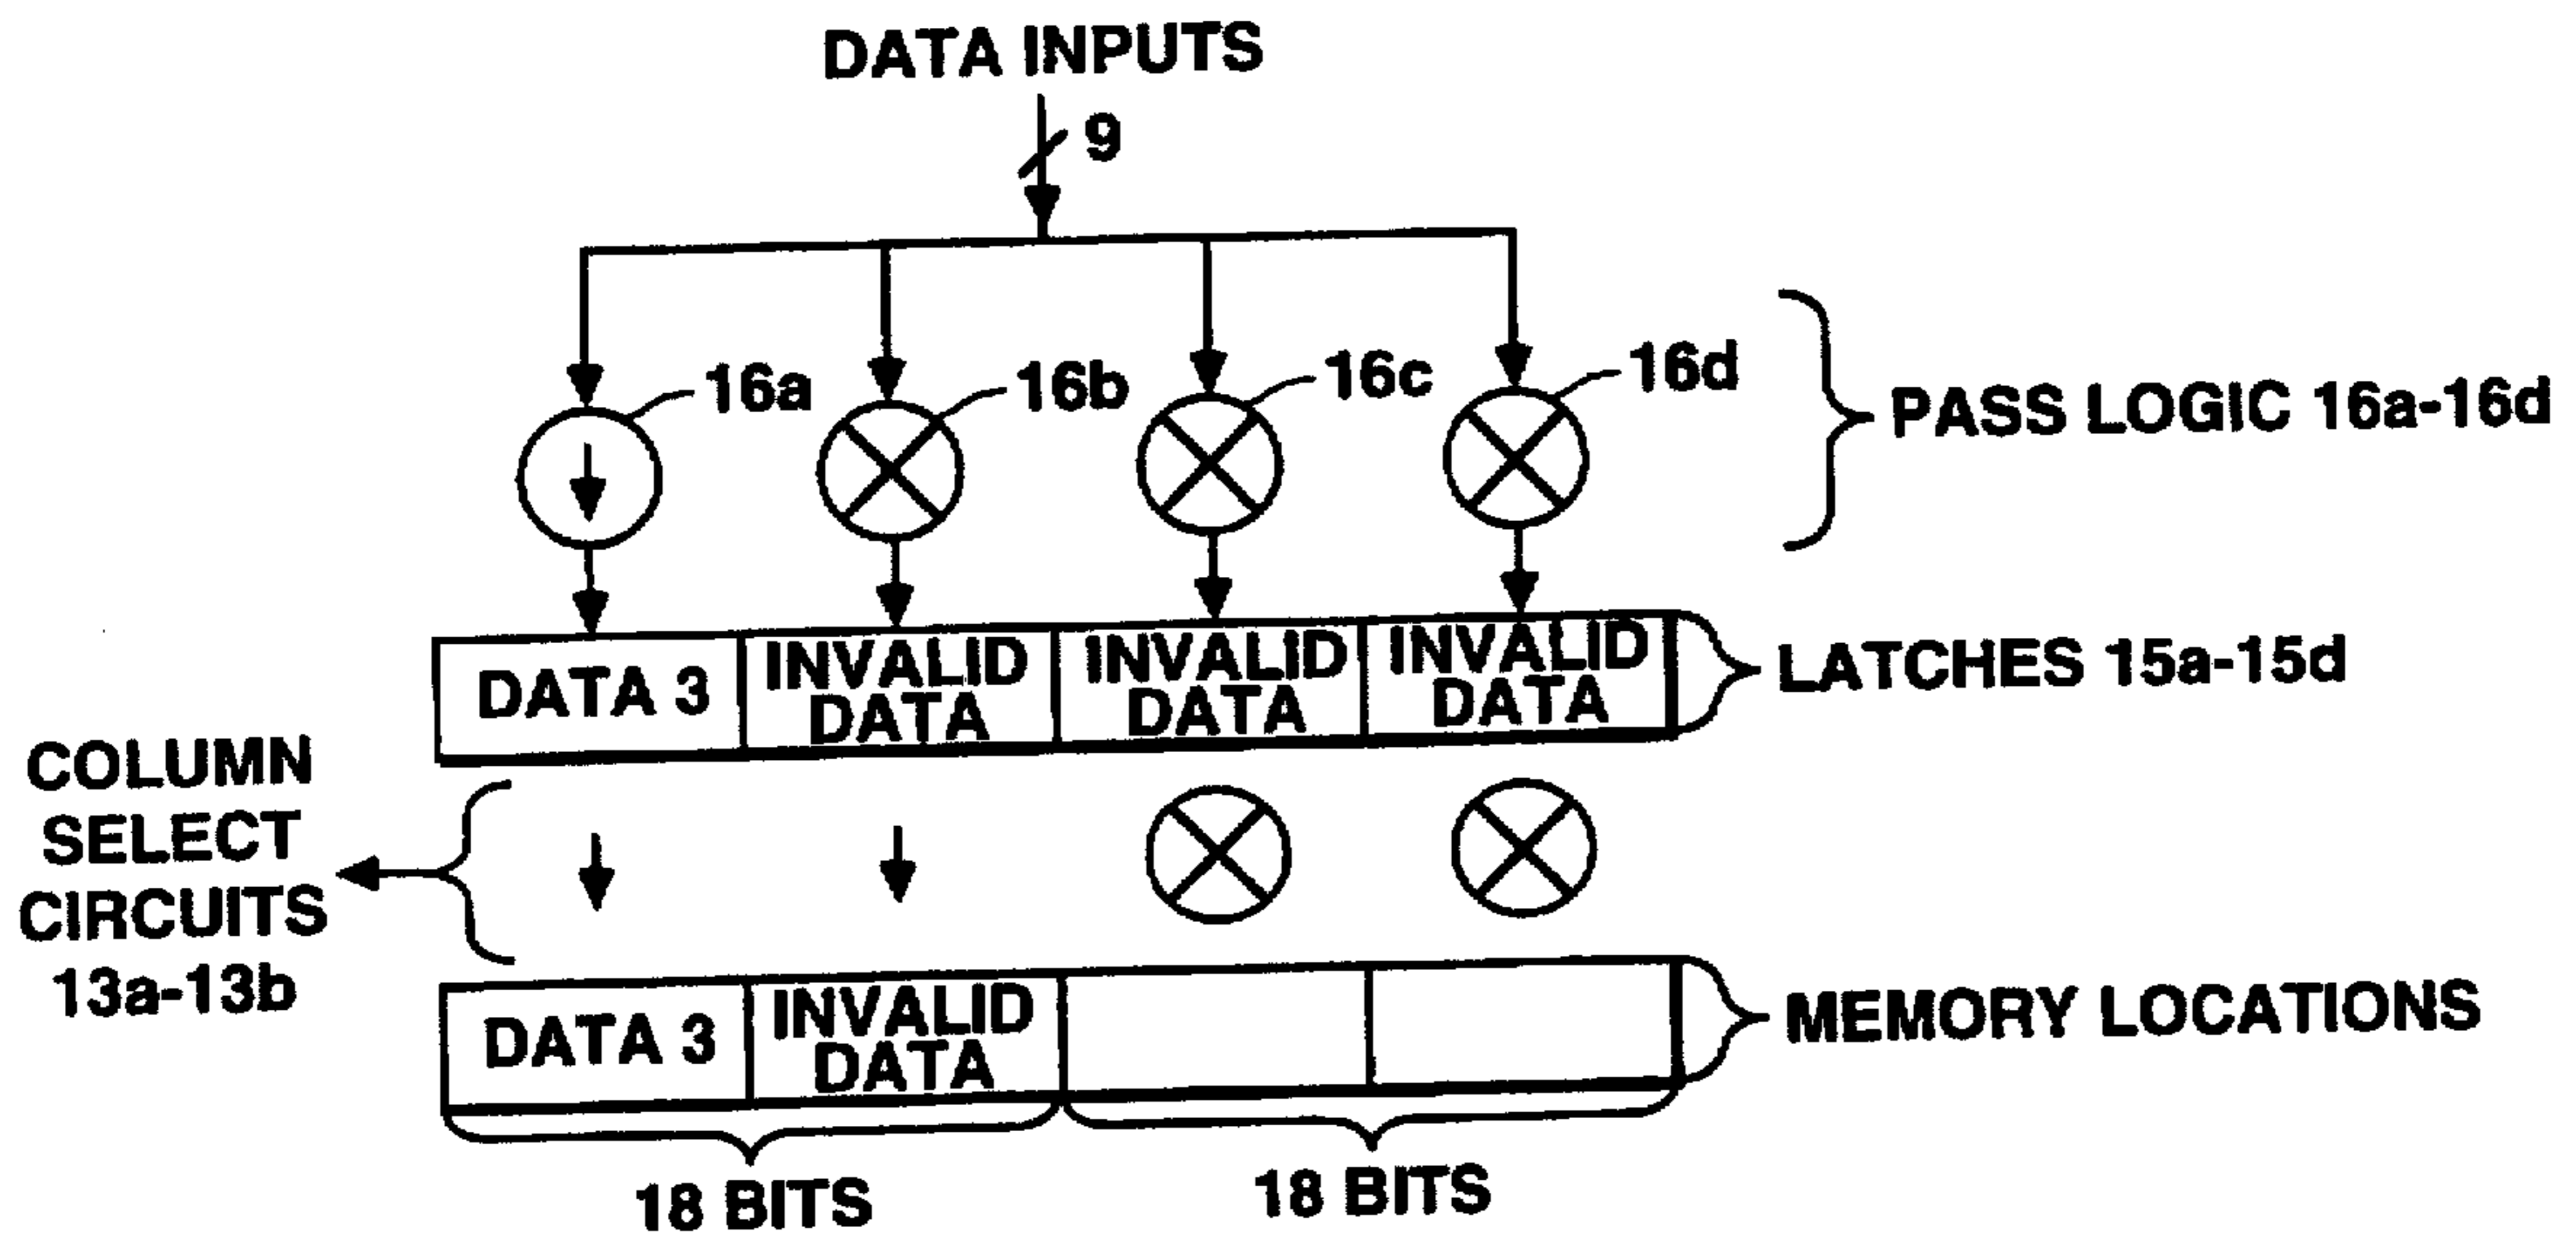 DATA INPUTS
9
16a
16b
16c
16d
PASS LOGIC 16a-16d
DATA 3
INVALID
DATA
INVALID
DATA
INVALID
DATA
LATCHES 15a-15d
COLUMN
SELECT
CIRCUITS
13a-13b
DATA 3
INVALID
DATA
MEMORY LOCATIONS
18 BITS
18 BITS